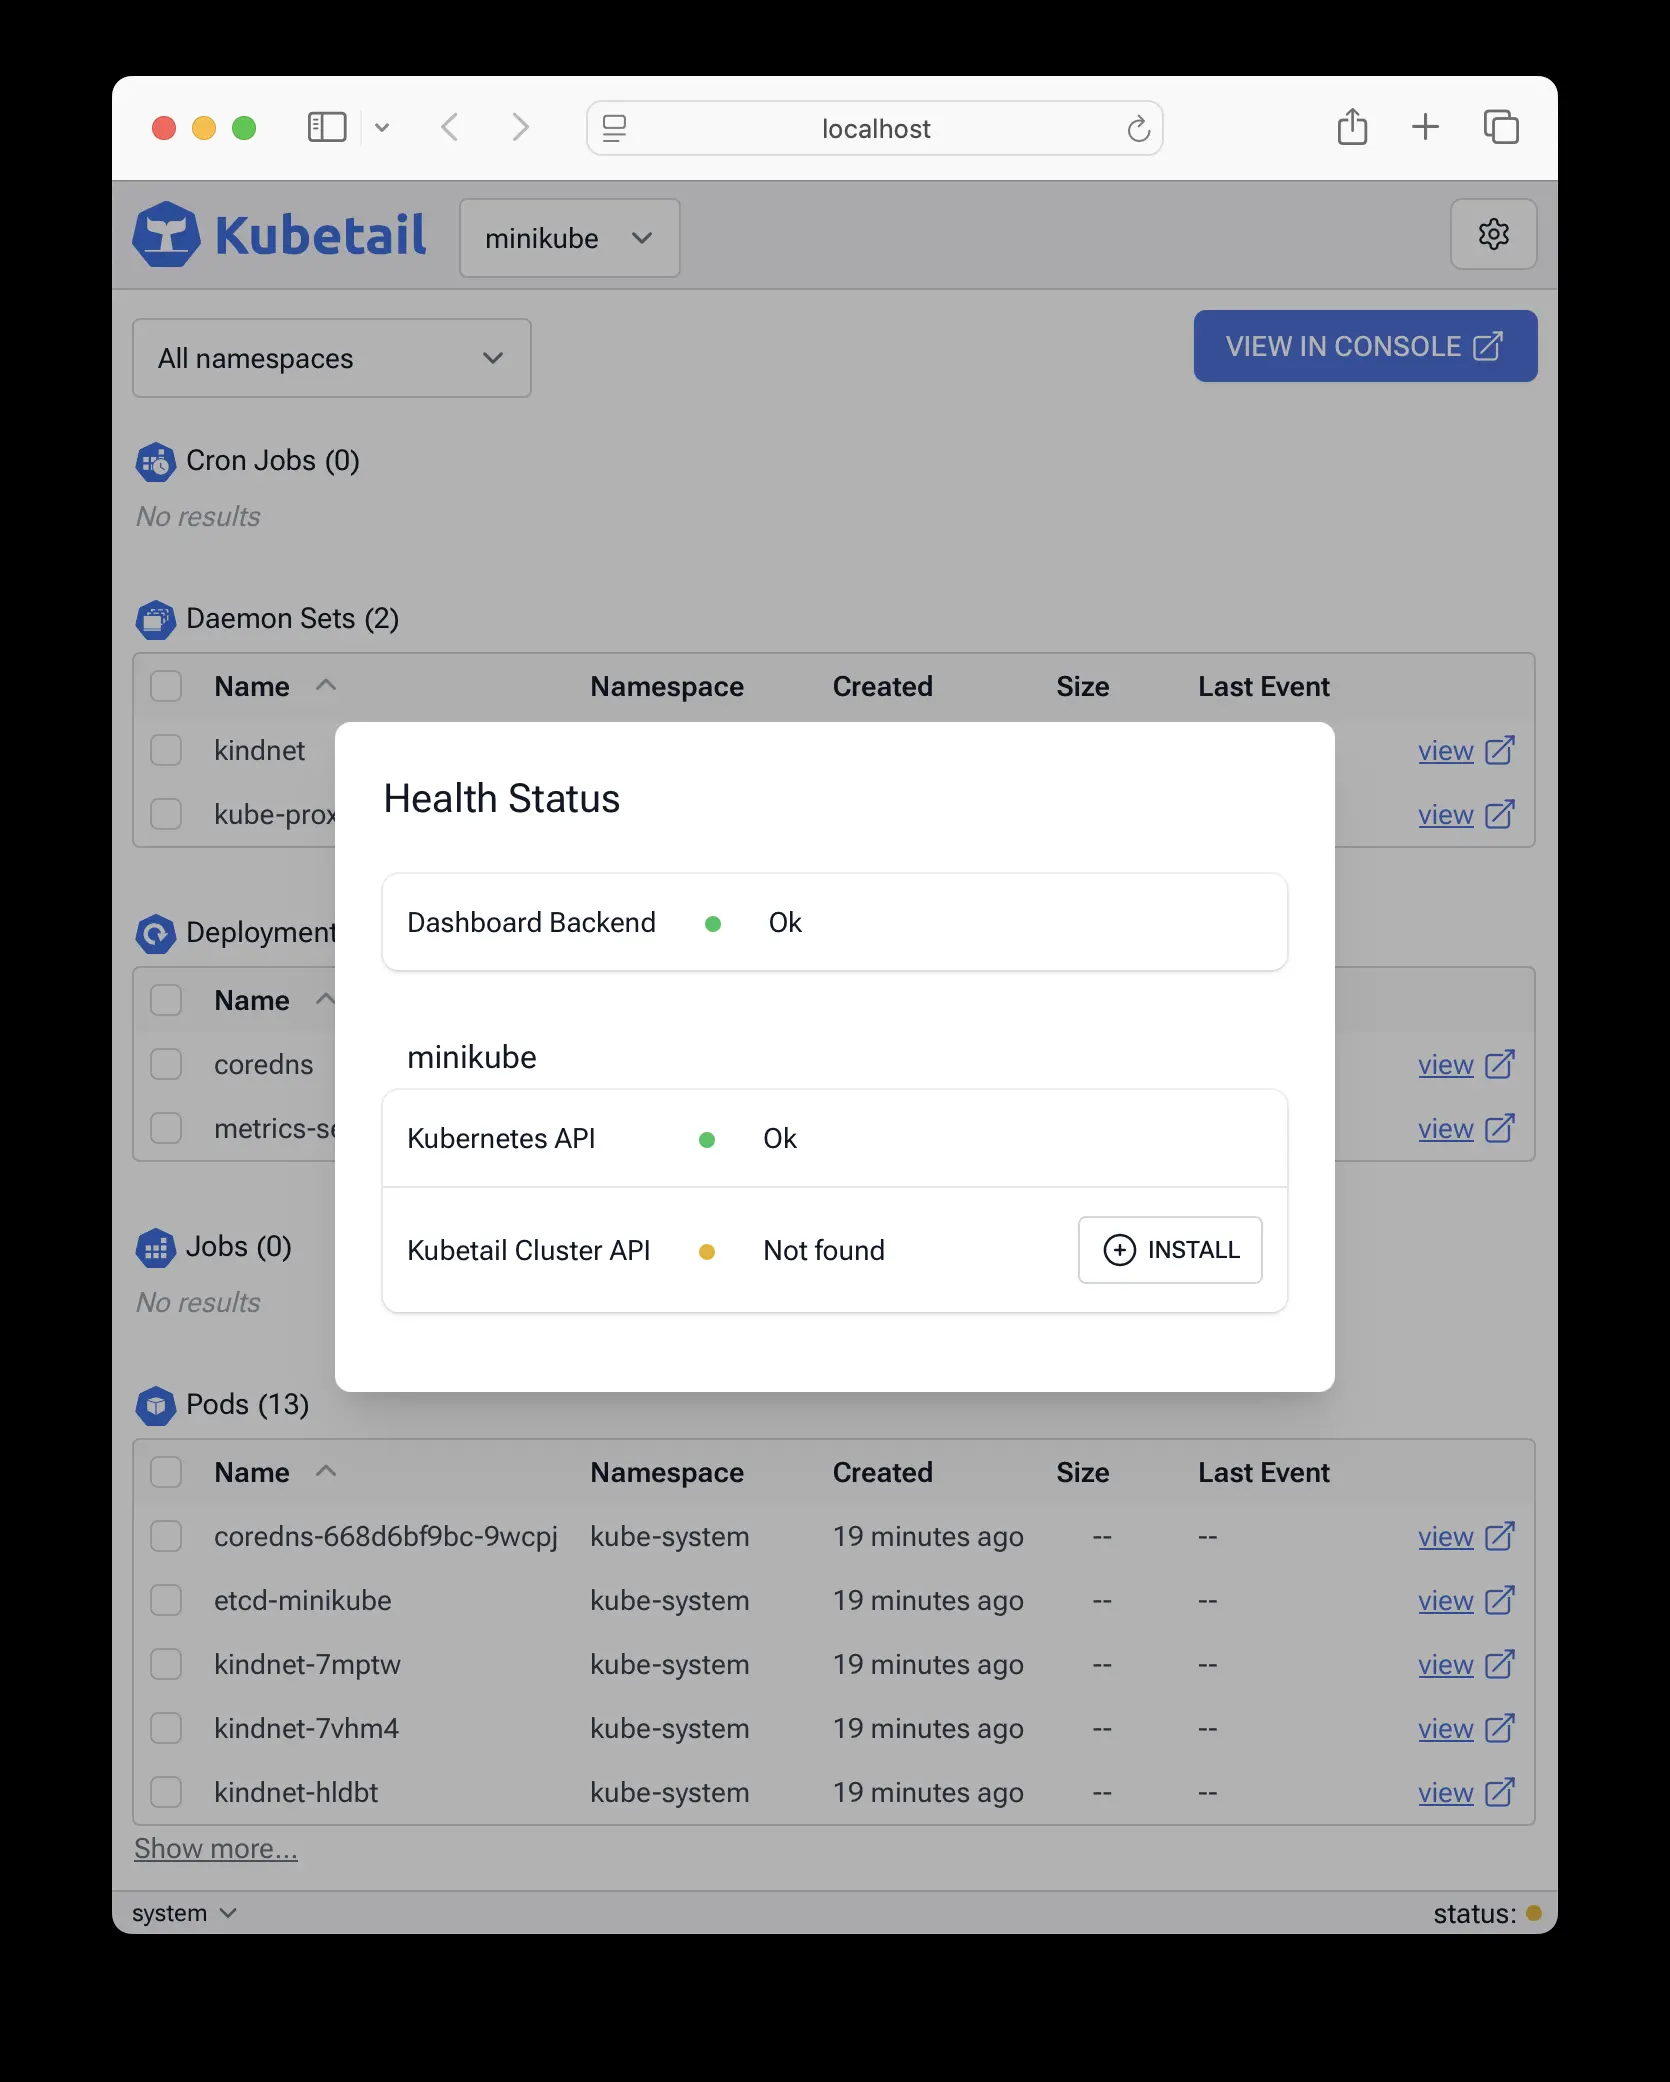 localhost
Kubetail
minikube
All namespaces
VIEW IN CONSOLE
Cron Jobs (0)
No results
Daemon Sets (2)
Name Namespace Created Size Last Event
kindnet view
kube-prox view
Health Status
Dashboard Backend Ok
minikube
Kubernetes API Ok
Kubetail Cluster API Not found INSTALL
Deployment
Name
coredns view
metrics-se view
Jobs (0)
No results
Pods (13)
Name Namespace Created Size Last Event
coredns-668d6bf9bc-9wcpj kube-system 19 minutes ago -- -- view
etcd-minikube kube-system 19 minutes ago -- -- view
kindnet-7mptw kube-system 19 minutes ago -- -- view
kindnet-7vhm4 kube-system 19 minutes ago -- -- view
kindnet-hldbt kube-system 19 minutes ago -- -- view
Show more...
system status: